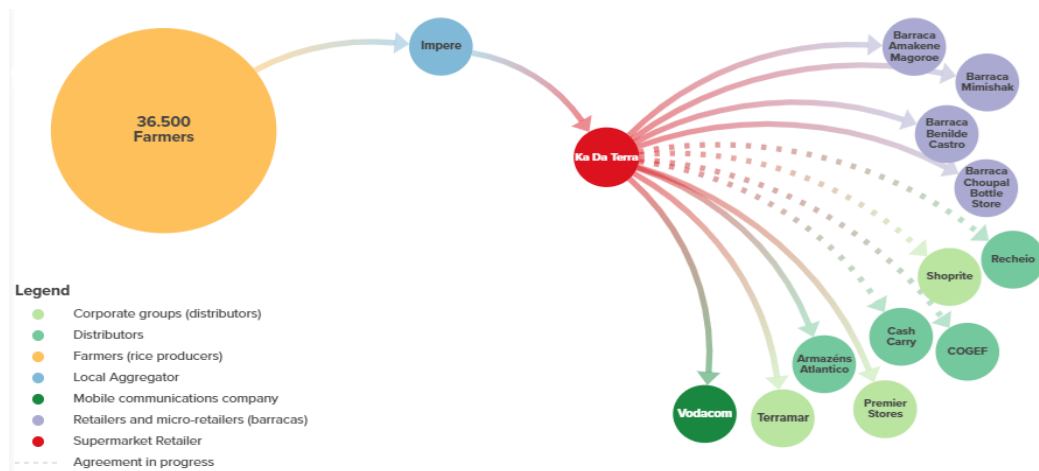 36.500
Farmers
Impere
Ka Da Terra
Barraca
Amakene
Magoroe
Barraca
Mimishak
Barraca
Benilde
Castro
Barraca
Choupal
Bottle
Store
Recheio
Shoprite
Cash
Carry
COGEF
Armazéns
Atlantico
Premier
Stores
Terramar
Vodacom
Legend
Corporate groups (distributors)
Distributors
Farmers (rice producers)
Local Aggregator
Mobile communications company
Retailers and micro-retailers (barracas)
Supermarket Retailer
Agreement in progress